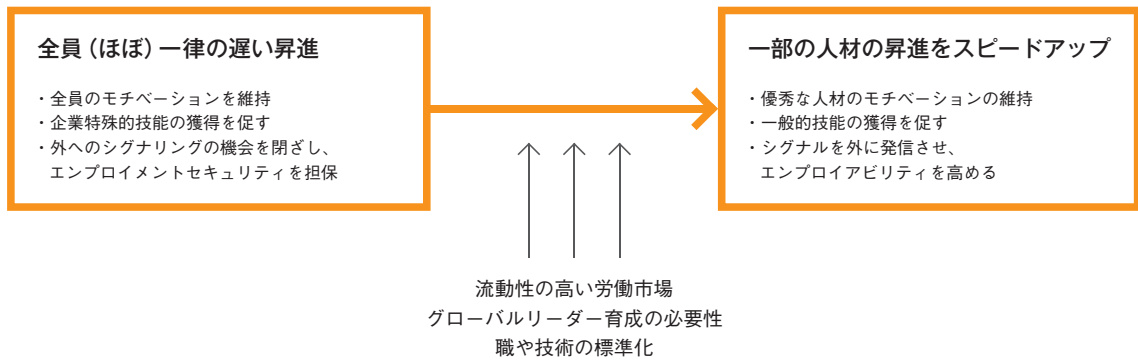 全員（ほぼ）一律の遅い昇進
・全員のモチベーションを維持
・企業特殊的技能の獲得を促す
・外へのシグナリングの機会を閉ざし、
エンプロイメントセキュリティを担保
一部の人材の昇進をスピードアップ
・優秀な人材のモチベーションの維持
・一般的技能の獲得を促す
・シグナルを外に発信させ、
エンプロイアビリティを高める
流動性の高い労働市場
グローバルリーダー育成の必要性
職や技術の標準化